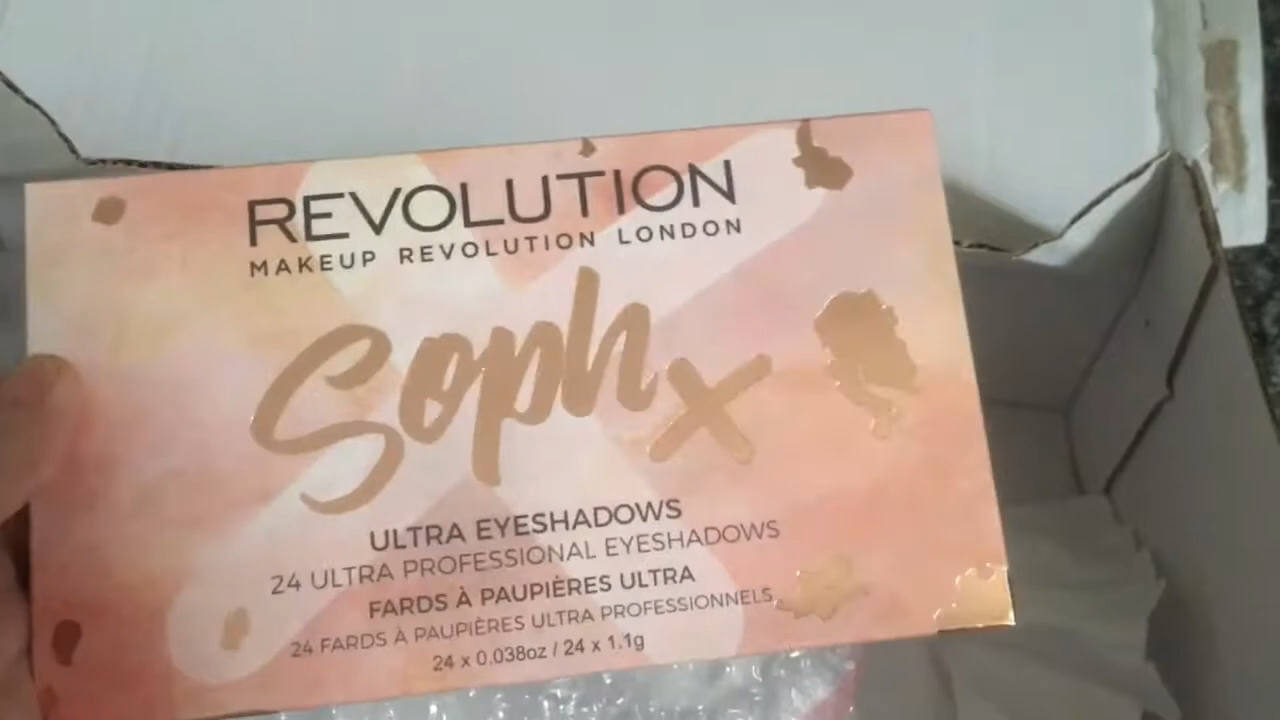 REVOLUTION
MAKEUP REVOLUTION LONDON
Soph x
ULTRA EYESHADOWS
24 ULTRA PROFESSIONAL EYESHADOWS
FARDS À PAUPIÈRES ULTRA
24 FARDS À PAUPIÈRES ULTRA PROFESSIONNELS
24 x 0.038oz / 24 x 1.1g